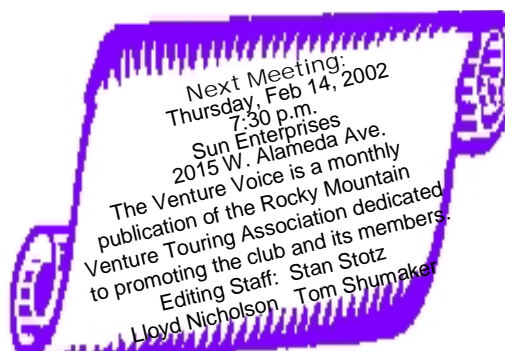 Next Meeting:
Thursday, Feb 14, 2002
7:30 p.m.
Sun Enterprises
2015 W. Alameda Ave.
The Venture Voice is a monthly
publication of the Rocky Mountain
Venture Touring Association dedicated
to promoting the club and its members.
Editing Staff: Stan Stotz
Lloyd Nicholson Tom Shumaker